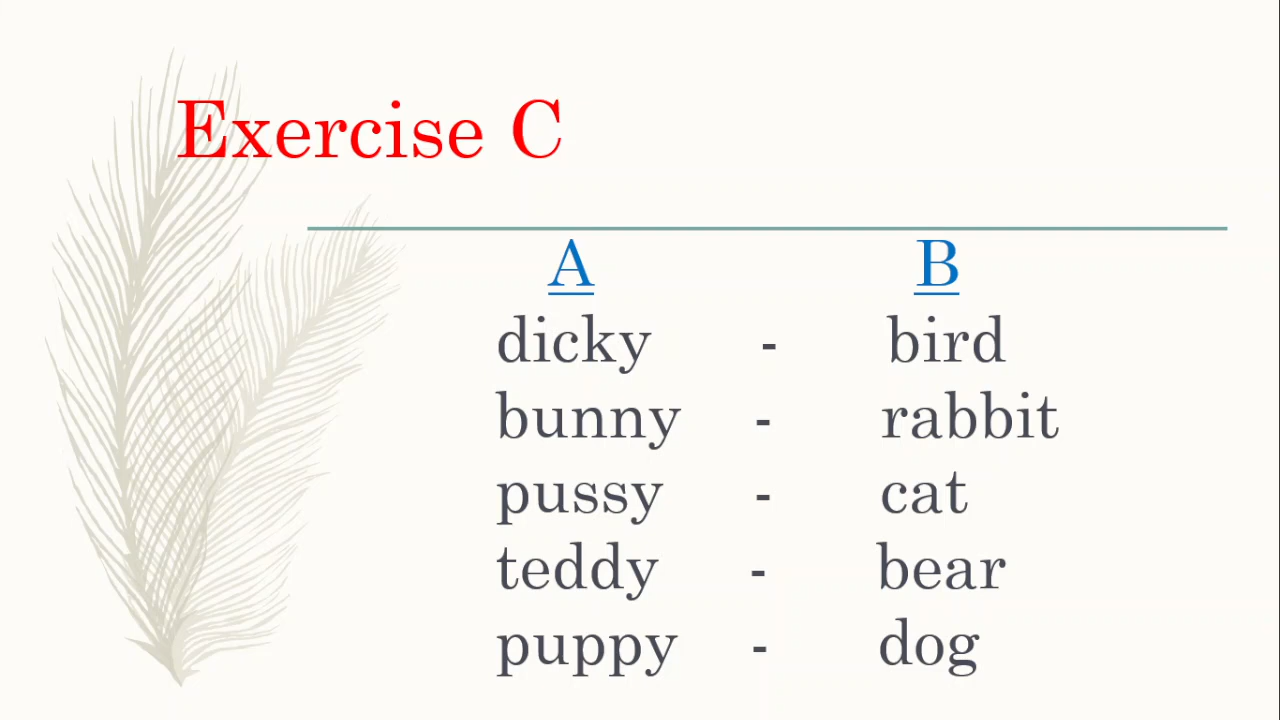 Exercise C
A B
dicky - bird
bunny - rabbit
pussy - cat
teddy - bear
puppy - dog